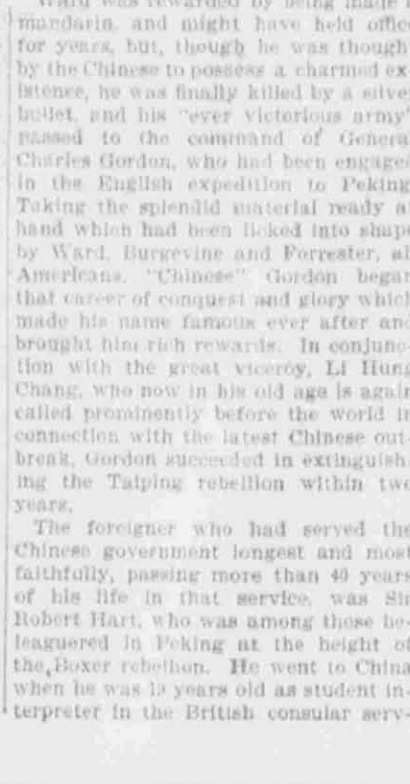 Ward was rewarded by being made
mandarin, and might have held offic
for years, but, though he was though
by the Chinese to possess a charmed ex
istence, he was finally killed by a silve
bullet, and his "ever victorious army"
passed to the command of Genera
Charles Gordon, who had been engage
in the English expedition to Peking
Taking the splendid material ready a
hand which had been licked into shap
by Ward, Burgevine and Forrester, al
Americans, "Chinese" Gordon began
that career of conquest and glory which
made his name famous ever after and
brought him rich rewards. In conjunc-
tion with the great viceroy, Li Hung
Chang, who now in his old age is again
called prominently before the world in
connection with the latest Chinese out-
break, Gordon succeeded in extinguish-
ing the Taiping rebellion within two
years.
The foreigner who had served the
Chinese government longest and most
faithfully, passing more than 40 years
of his life in that service, was Sir
Robert Hart, who was among those be-
leaguered in Peking at the height of
the Boxer rebellion. He went to China
when he was 19 years old as student in-
terpreter in the British consular serv-